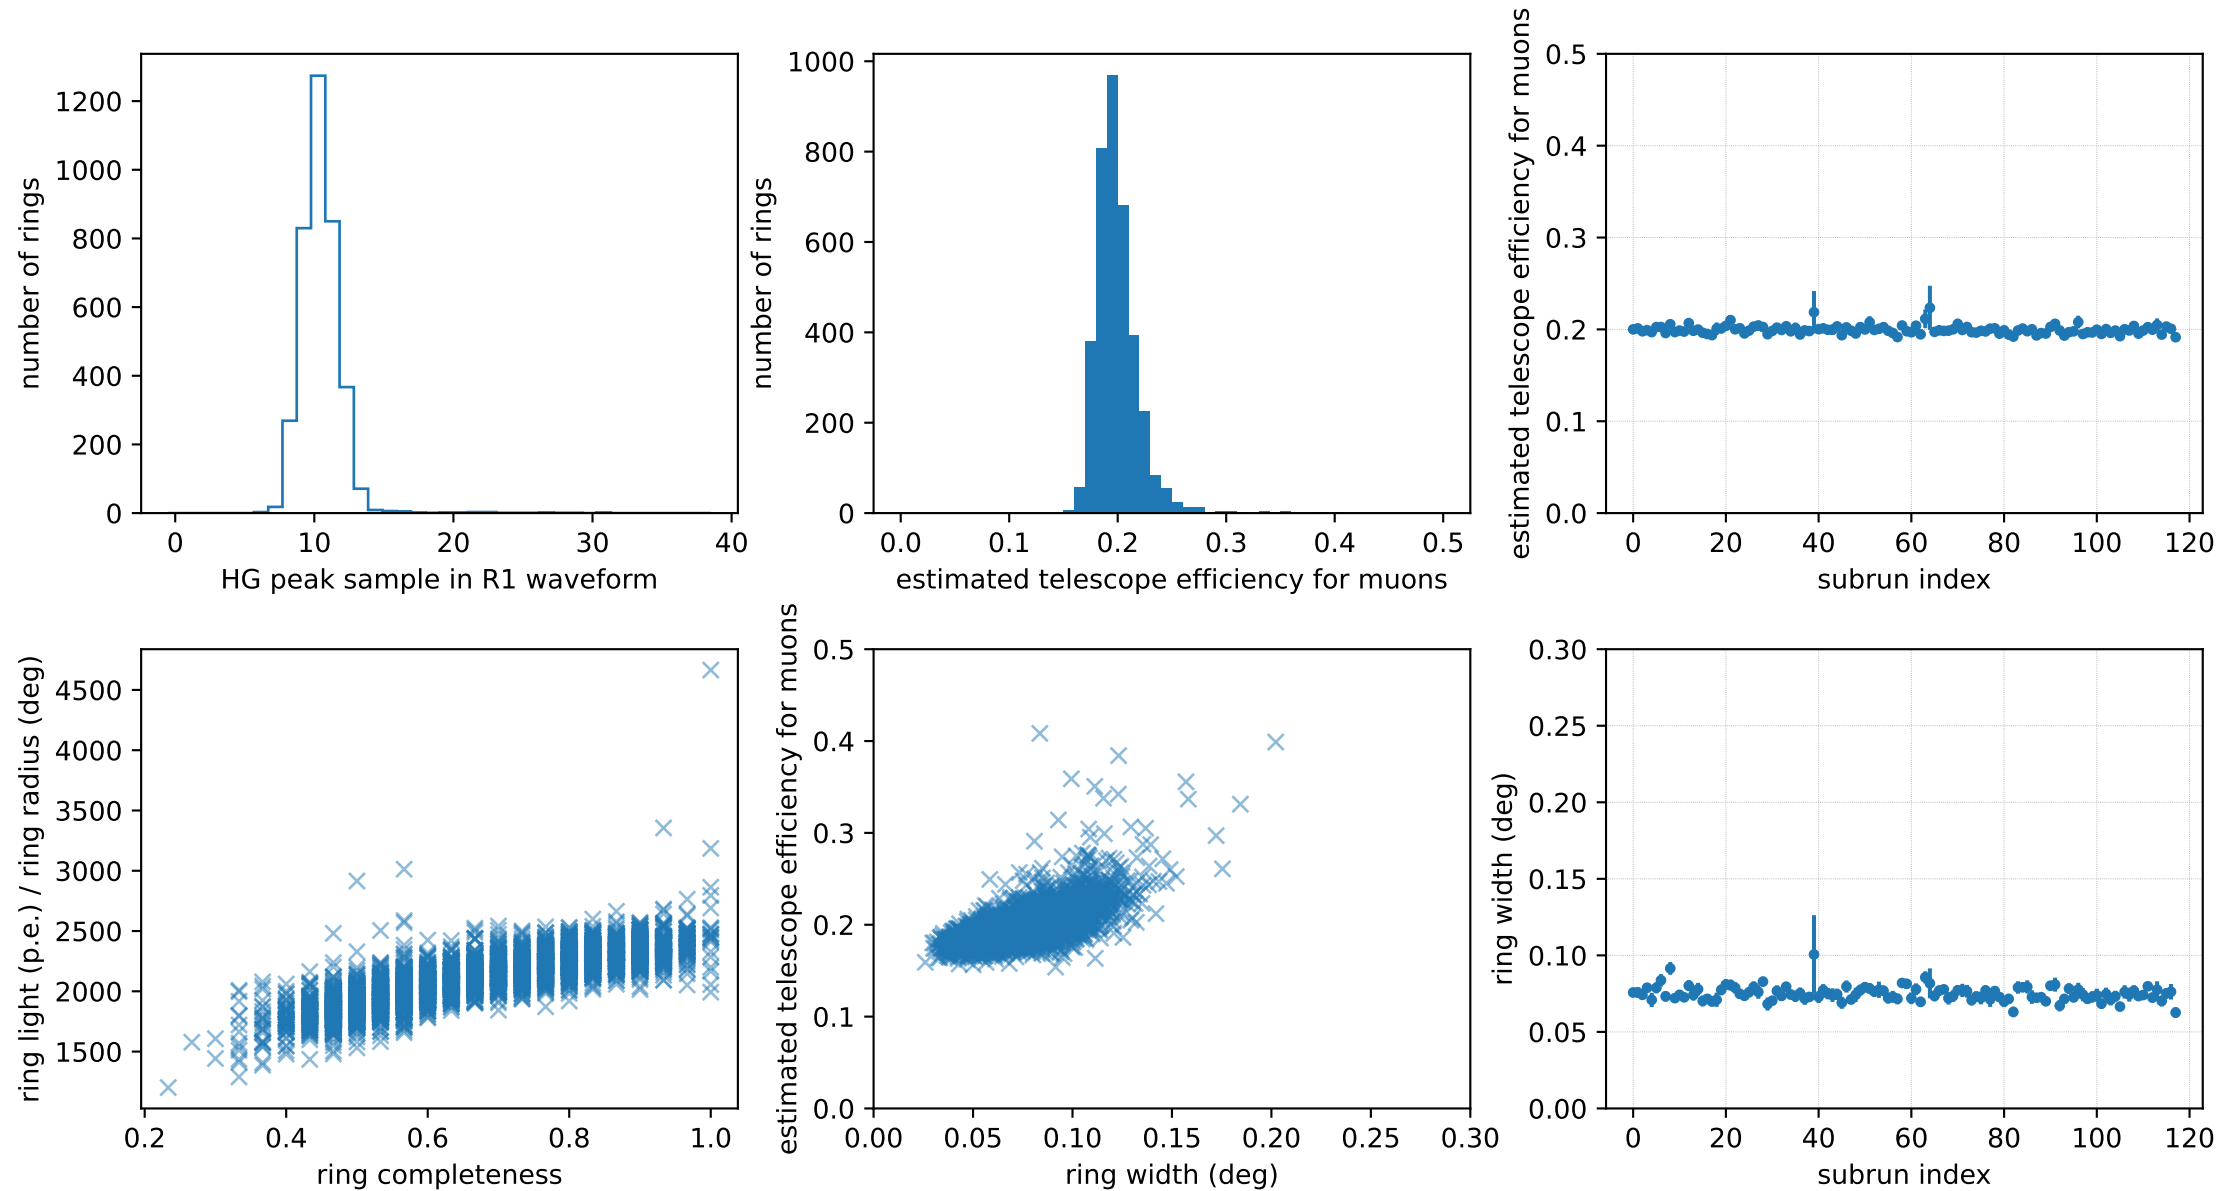 number of rings
0
200
400
600
800
1000
1200
0 10 20 30 40
HG peak sample in R1 waveform
number of rings
0
200
400
600
800
1000
0.0 0.1 0.2 0.3 0.4 0.5
estimated telescope efficiency for muons
estimated telescope efficiency for muons
0.5
0.4
0.3
0.2
0.1
0.0
0 20 40 60 80 100 120
subrun index
ring light (p.e.) / ring radius (deg)
4500
4000
3500
3000
2500
2000
1500
0.2 0.4 0.6 0.8 1.0
ring completeness
estimated telescope efficiency for muons
0.5
0.4
0.3
0.2
0.1
0.0
0.00 0.05 0.10 0.15 0.20 0.25 0.30
ring width (deg)
ring width (deg)
0.30
0.25
0.20
0.15
0.10
0.05
0.00
0 20 40 60 80 100 120
subrun index